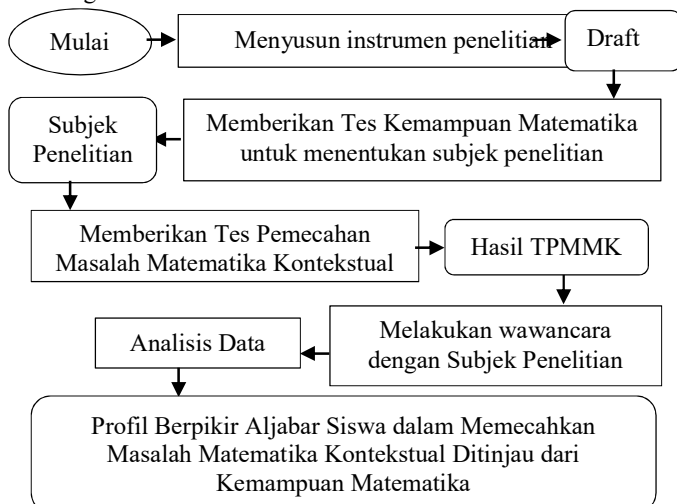 Mulai
Menyusun instrumen penelitian
Draft
Memberikan Tes Kemampuan Matematika
untuk menentukan subjek penelitian
Subjek
Penelitian
Memberikan Tes Pemecahan
Masalah Matematika Kontekstual
Hasil TPMMK
Melakukan wawancara
dengan Subjek Penelitian
Analisis Data
Profil Berpikir Aljabar Siswa dalam Memecahkan
Masalah Matematika Kontekstual Ditinjau dari
Kemampuan Matematika